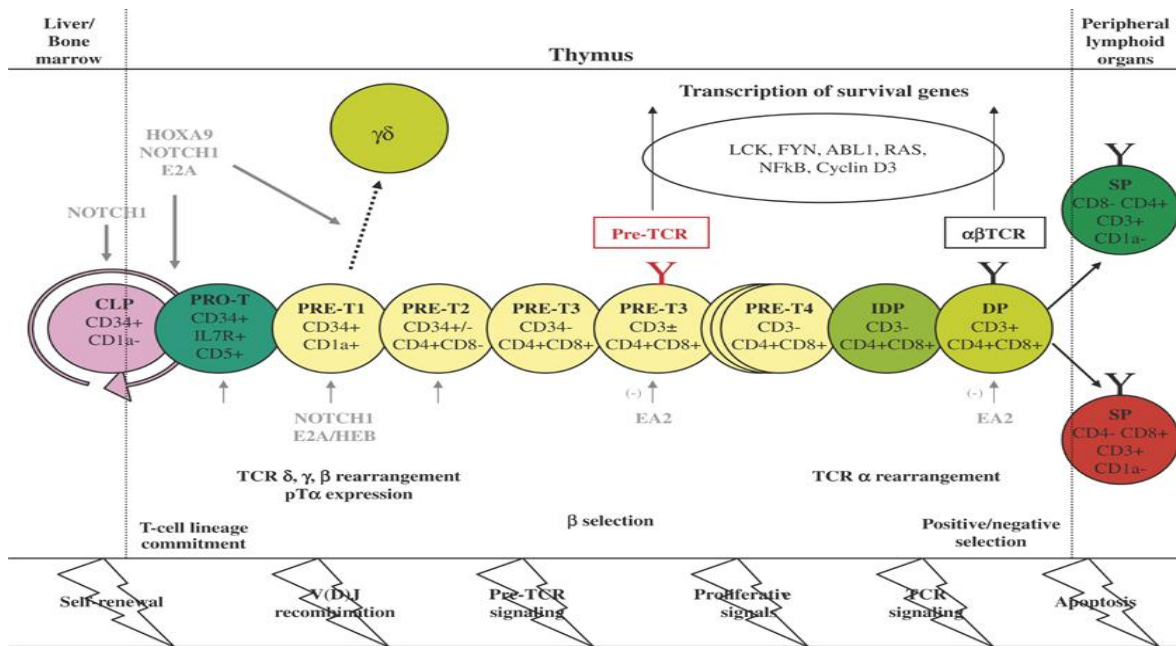 Liver/
Bone
marrow
Thymus
Peripheral
lymphoid
organs
HOXA9
NOTCH1
E2A
NOTCH1
γδ
Transcription of survival genes
LCK, FYN, ABL1, RAS,
NFkB, Cyclin D3
Pre-TCR
αβTCR
Y
SP
CD8- CD4+
CD3+
CD1a-
CLP
CD34+
CD1a-
PRO-T
CD34+
IL7R+
CD5+
PRE-T1
CD34+
CD1a+
PRE-T2
CD34+/-
CD4+CD8-
PRE-T3
CD34-
CD4+CD8+
Y
PRE-T3
CD3±
CD4+CD8+
PRE-T4
CD3-
CD4+CD8+
IDP
CD3-
CD4+CD8+
Y
DP
CD3+
CD4+CD8+
Y
SP
CD4- CD8+
CD3+
CD1a-
NOTCH1
E2A/HEB
(-)
EA2
(-)
EA2
TCR δ, γ, β rearrangement
pTα expression
TCR α rearrangement
β selection
T-cell lineage
commitment
Positive/negative
selection
Self-renewal
V(D)J
recombination
Pre-TCR
signaling
Proliferative
signals
TCR
signaling
Apoptosis